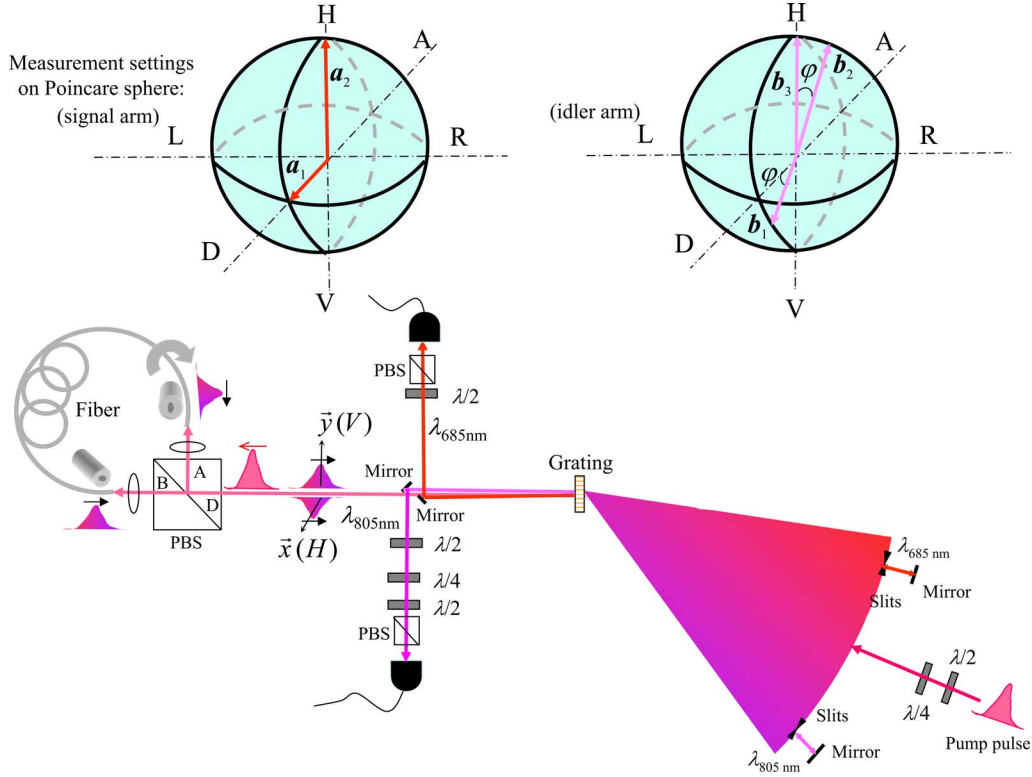 H
A
Measurement settings
on Poincare sphere:
(signal arm)
a₂
L
R
a₁
D
V
H
A
φ
b₂
b₃
(idler arm)
L
R
φ
b₁
D
V
PBS
λ/2
Fiber
λ685nm
y⃗(V)
Grating
Mirror
A
B
D
λ805nm
Mirror
PBS
x⃗(H)
λ/2
λ/4
λ/2
PBS
λ685 nm
Slits
Mirror
λ/2
λ/4
Slits
Pump pulse
Mirror
λ805 nm